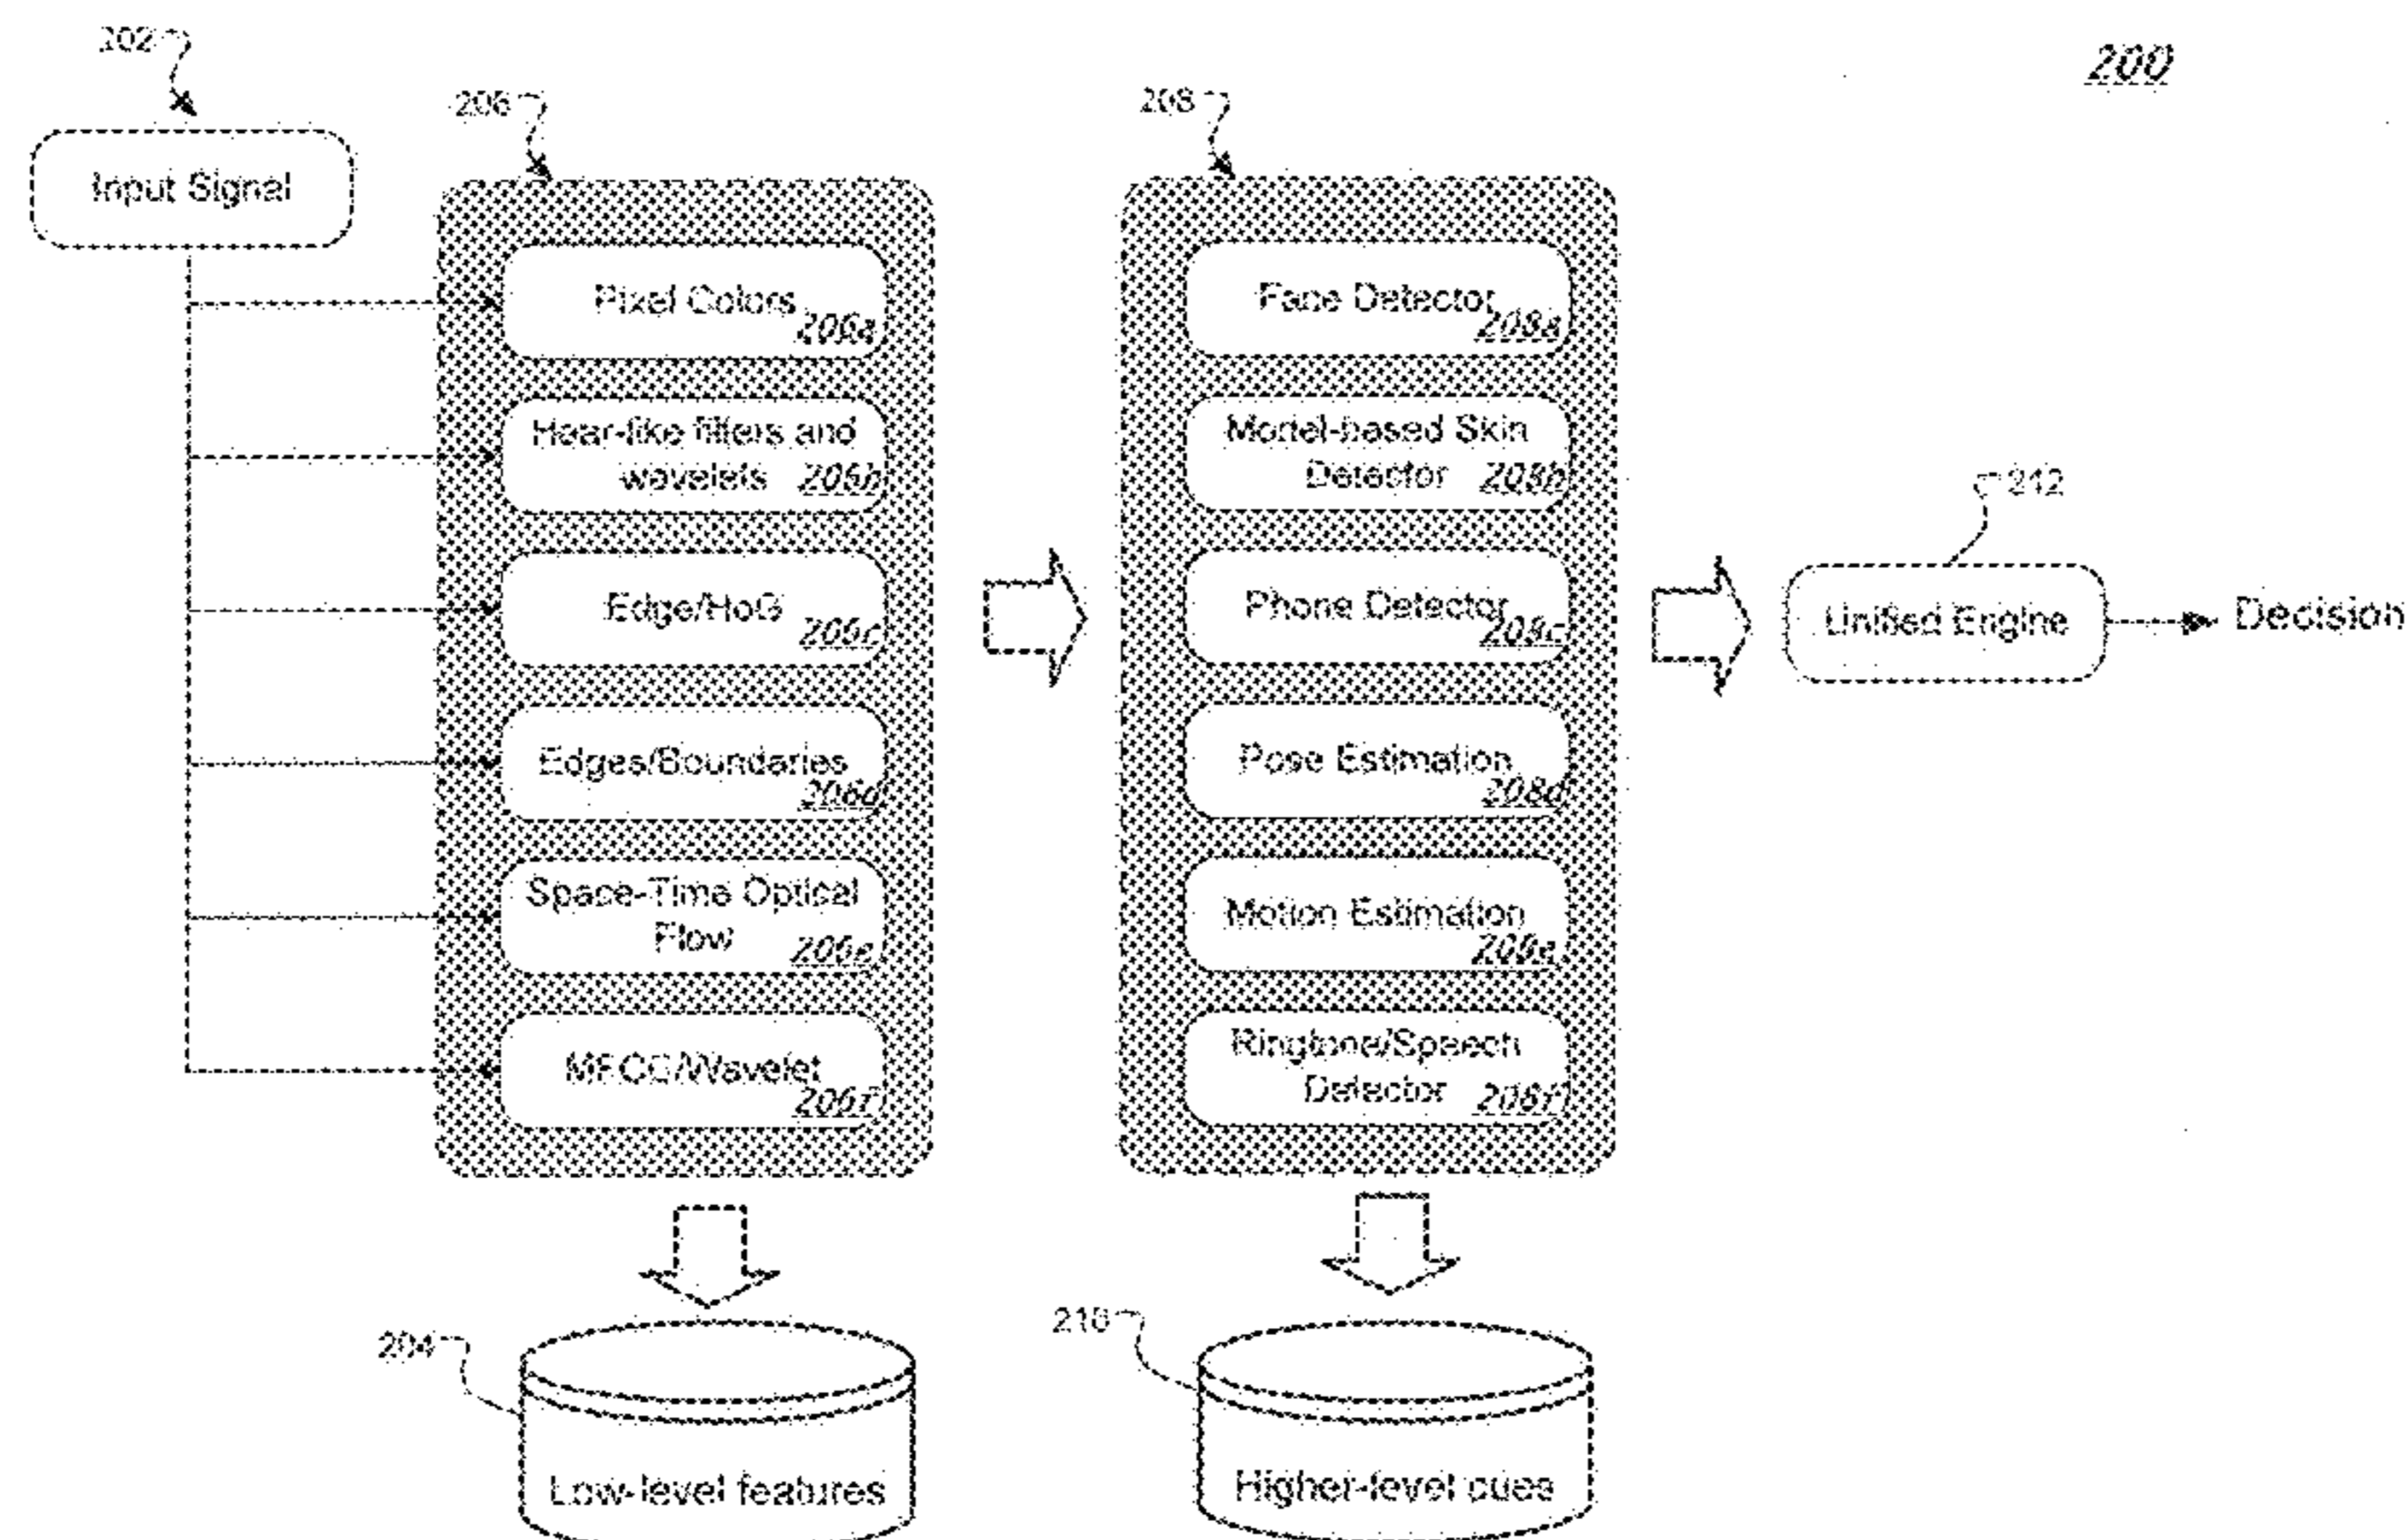 202
200
206
208
Input Signal
Pixel Colors
206a
Haar-like filters and
wavelets 206b
Edge/HoG
206c
Edges/Boundaries
206d
Space-Time Optical
Flow
206e
MFCC/Wavelet
206f
Face Detector
208a
Model-based Skin
Detector 208b
Phone Detector
208c
Pose Estimation
208d
Motion Estimation
208e
Ringtone/Speech
Detector 208f
212
Unified Engine
Decision
204
Low-level features
210
Higher-level cues